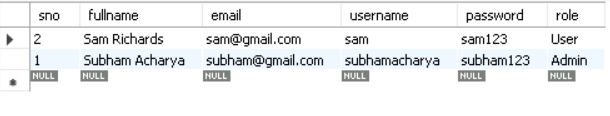 sno fullname email username password role
2 Sam Richards sam@gmail.com sam sam123 User
1 Subham Acharya subham@gmail.com subhamacharya subham123 Admin
NULL NULL NULL NULL NULL NULL